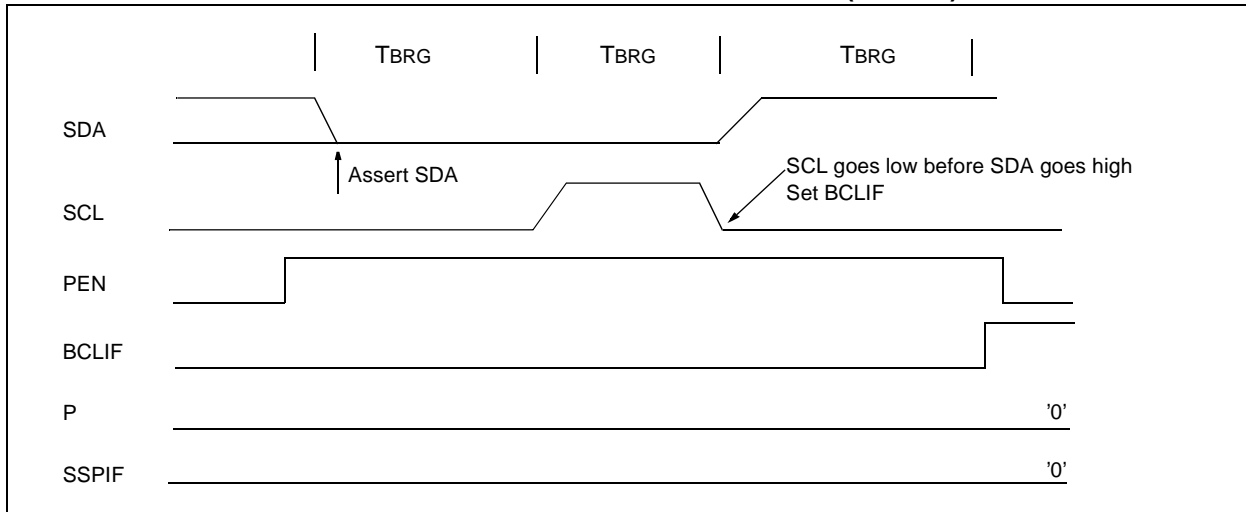 TBRG TBRG TBRG
SDA
Assert SDA
SCL goes low before SDA goes high
Set BCLIF
SCL
PEN
BCLIF
P '0'
SSPIF '0'